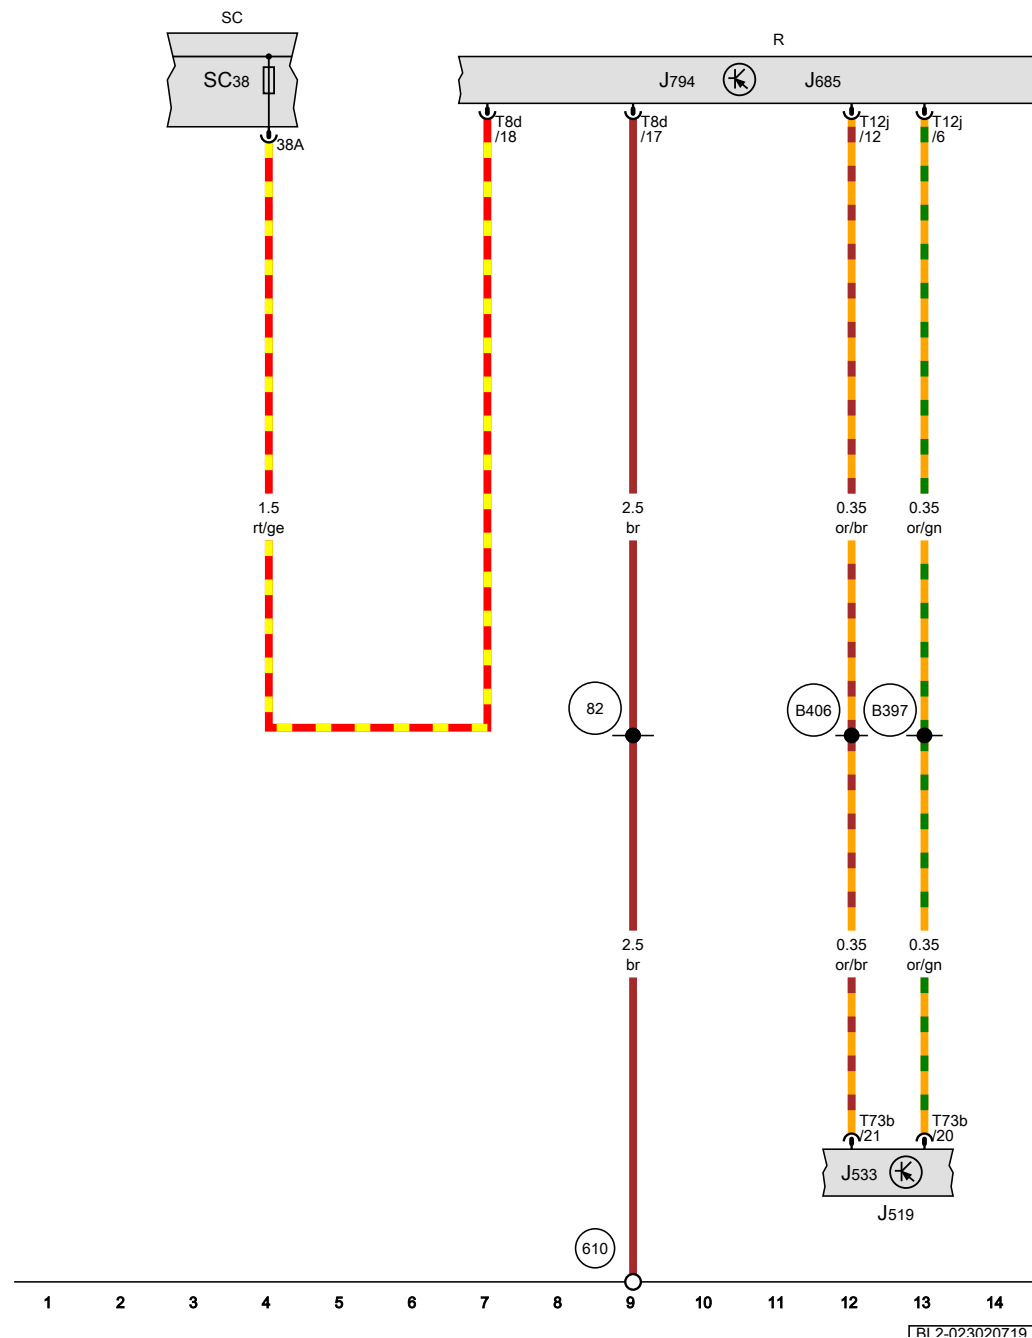 SC
R
SC38
J794
J685
38A
T8d
/18
T8d
/17
T12j
/12
T12j
/6
1.5
rt/ge
2.5
br
0.35
or/br
0.35
or/gn
82
B406
B397
2.5
br
0.35
or/br
0.35
or/gn
T73b
/21
T73b
/20
J533
J519
610
1 2 3 4 5 6 7 8 9 10 11 12 13 14
BL2-023020719